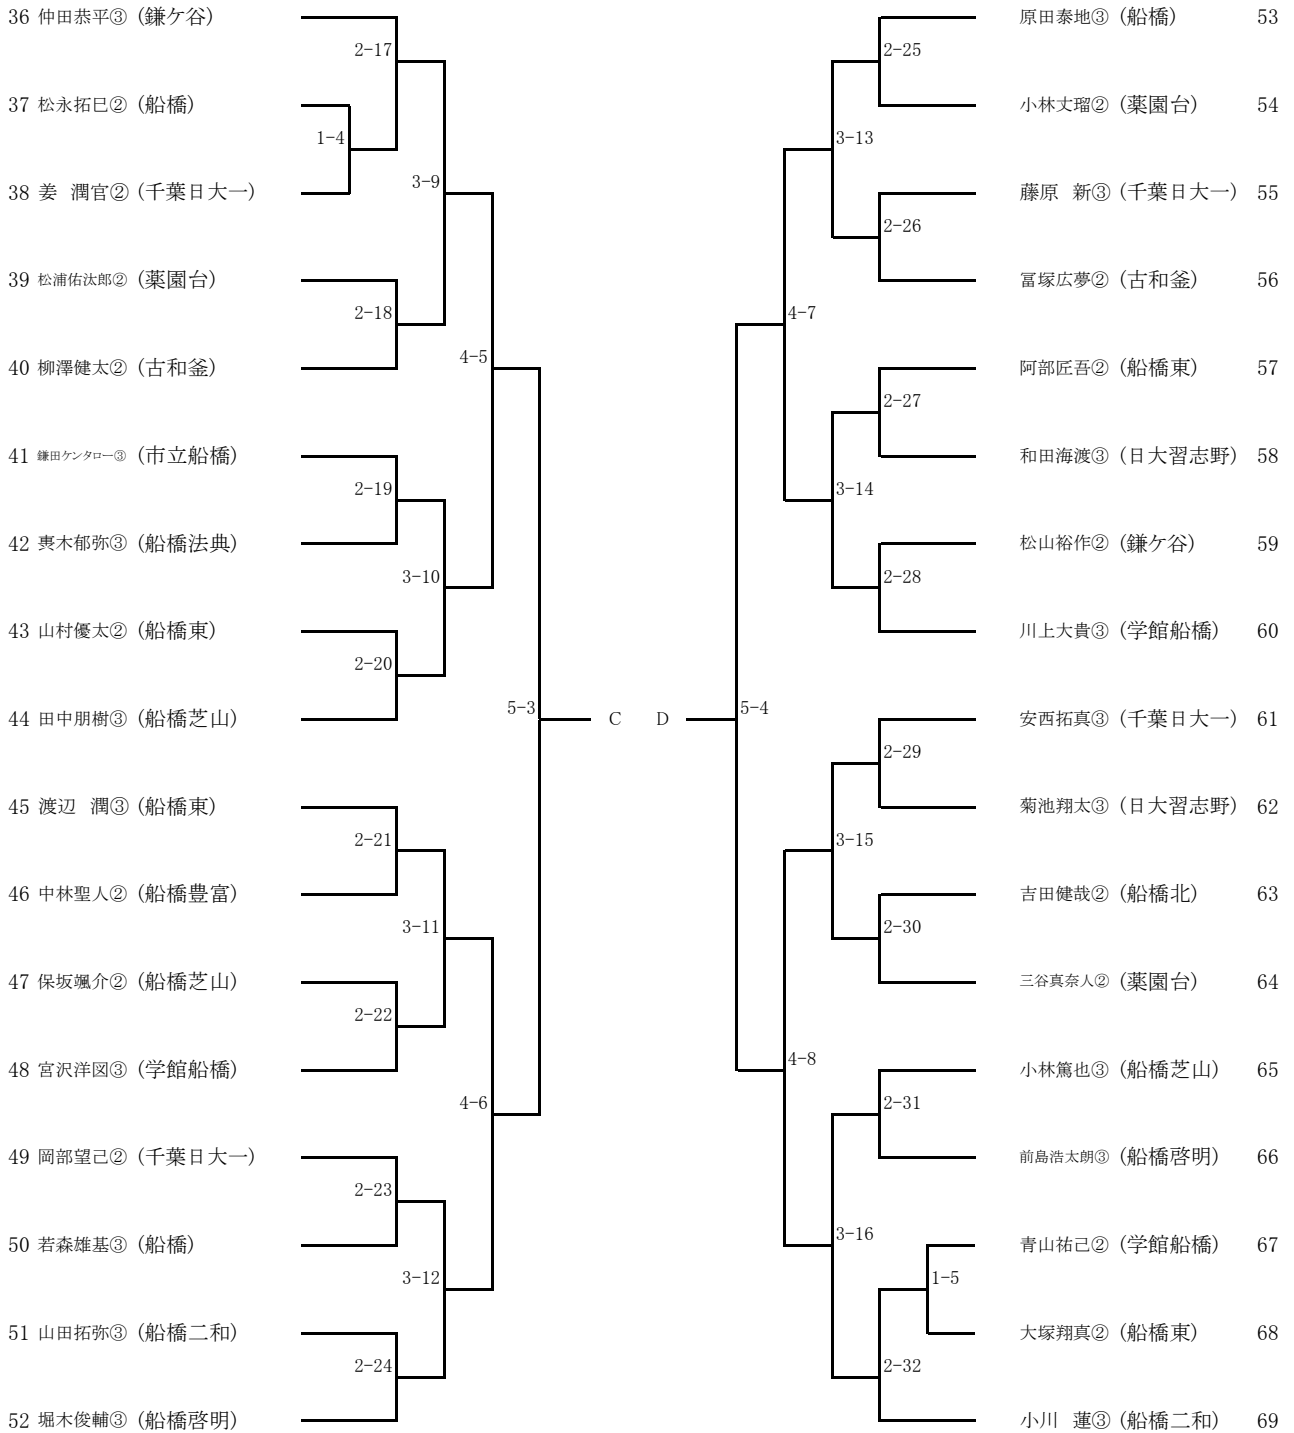 36 仲田恭平③ (鎌ケ谷)
2-17
37 松永拓巳② (船橋)
1-4
38 姜 潤官② (千葉日大一)
3-9
39 松浦佑汰郎② (薬園台)
2-18
40 柳澤健太② (古和釜)
4-5
41 鎌田ケンタロー③ (市立船橋)
2-19
42 奥木郁弥③ (船橋法典)
3-10
43 山村優太② (船橋東)
2-20
44 田中朋樹③ (船橋芝山)
5-3
C
45 渡辺 潤③ (船橋東)
2-21
46 中林聖人② (船橋豊富)
3-11
47 保坂颯介② (船橋芝山)
2-22
48 宮沢洋図③ (学館船橋)
4-6
49 岡部望己② (千葉日大一)
2-23
50 若森雄基③ (船橋)
3-12
51 山田拓弥③ (船橋二和)
2-24
52 堀木俊輔③ (船橋啓明)
原田泰地③ (船橋) 53
2-25
小林丈瑠② (薬園台) 54
3-13
藤原 新③ (千葉日大一) 55
2-26
冨塚広夢② (古和釜) 56
4-7
阿部匠吾② (船橋東) 57
2-27
和田海渡③ (日大習志野) 58
3-14
松山裕作② (鎌ケ谷) 59
2-28
川上大貴③ (学館船橋) 60
D
5-4
安西拓真③ (千葉日大一) 61
2-29
菊池翔太③ (日大習志野) 62
3-15
吉田健哉② (船橋北) 63
2-30
三谷真奈人② (薬園台) 64
4-8
小林篤也③ (船橋芝山) 65
2-31
前島浩太朗③ (船橋啓明) 66
3-16
青山祐己② (学館船橋) 67
1-5
大塚翔真② (船橋東) 68
2-32
小川 蓮③ (船橋二和) 69